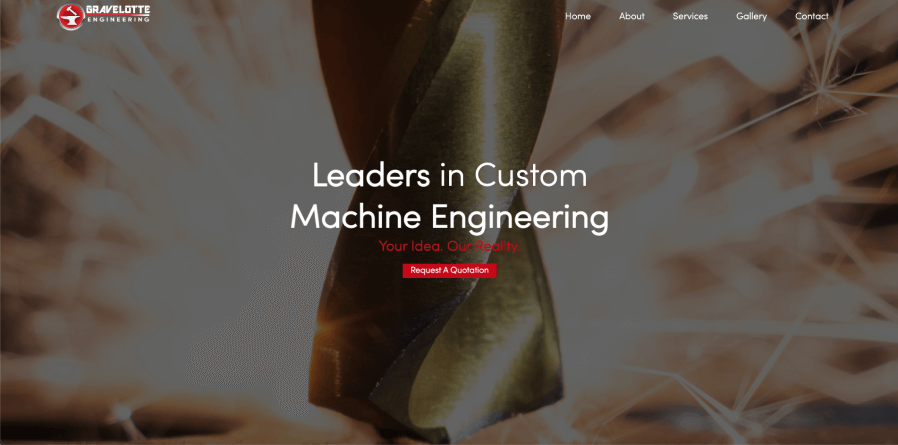 GRAVELOTTE
ENGINEERING
Home About Services Gallery Contact
Leaders in Custom
Machine Engineering
Your Idea. Our Reality.
Request A Quotation